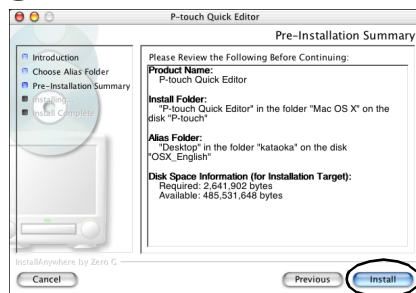 P-touch Quick Editor
Pre-Installation Summary
Introduction
Choose Alias Folder
Pre-Installation Summary
Installing...
Install Complete
Please Review the Following Before Continuing:
Product Name:
P-touch Quick Editor
Install Folder:
"P-touch Quick Editor" in the folder "Mac OS X" on the
disk "P-touch"
Alias Folder:
"Desktop" in the folder "kataoka" on the disk
"OSX_English"
Disk Space Information (for Installation Target):
Required: 2,641,902 bytes
Available: 485,531,648 bytes
InstallAnywhere by Zero G
Cancel
Previous
Install